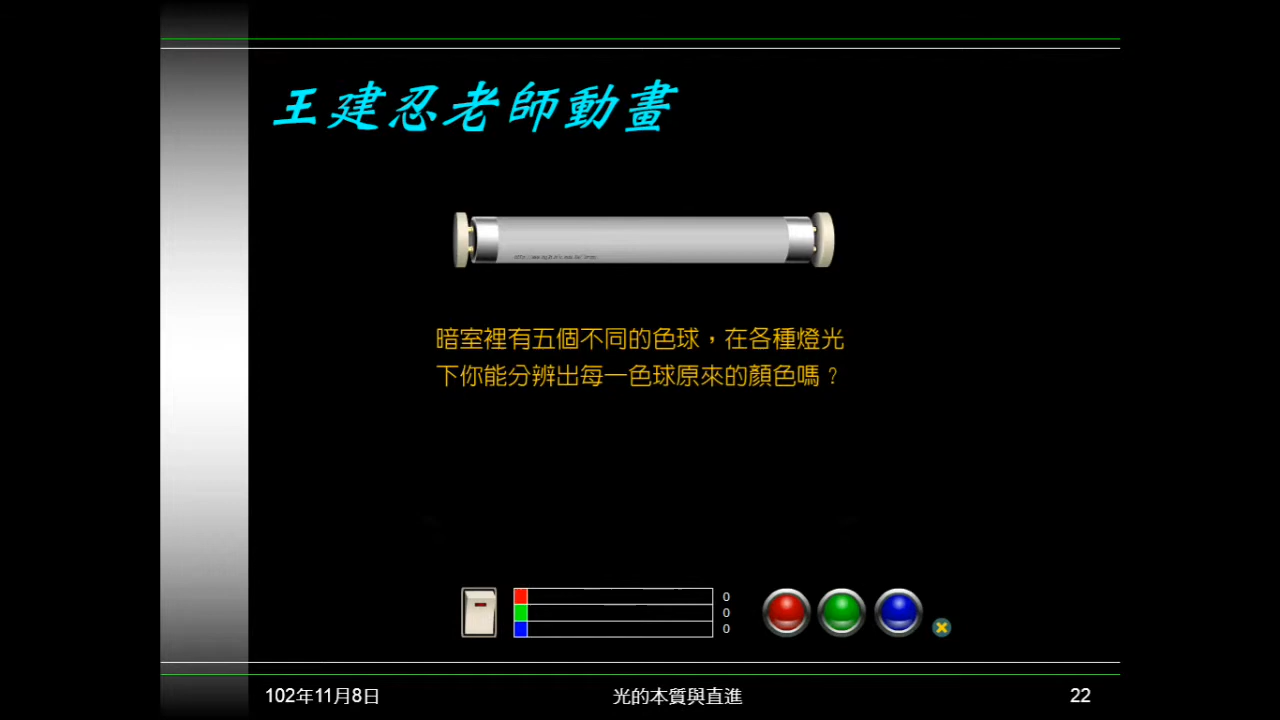 王建忍老師動畫
暗室裡有五個不同的色球，在各種燈光
下你能分辨出每一色球原來的顏色嗎？
0
0
0
102年11月8日
光的本質與直進
22